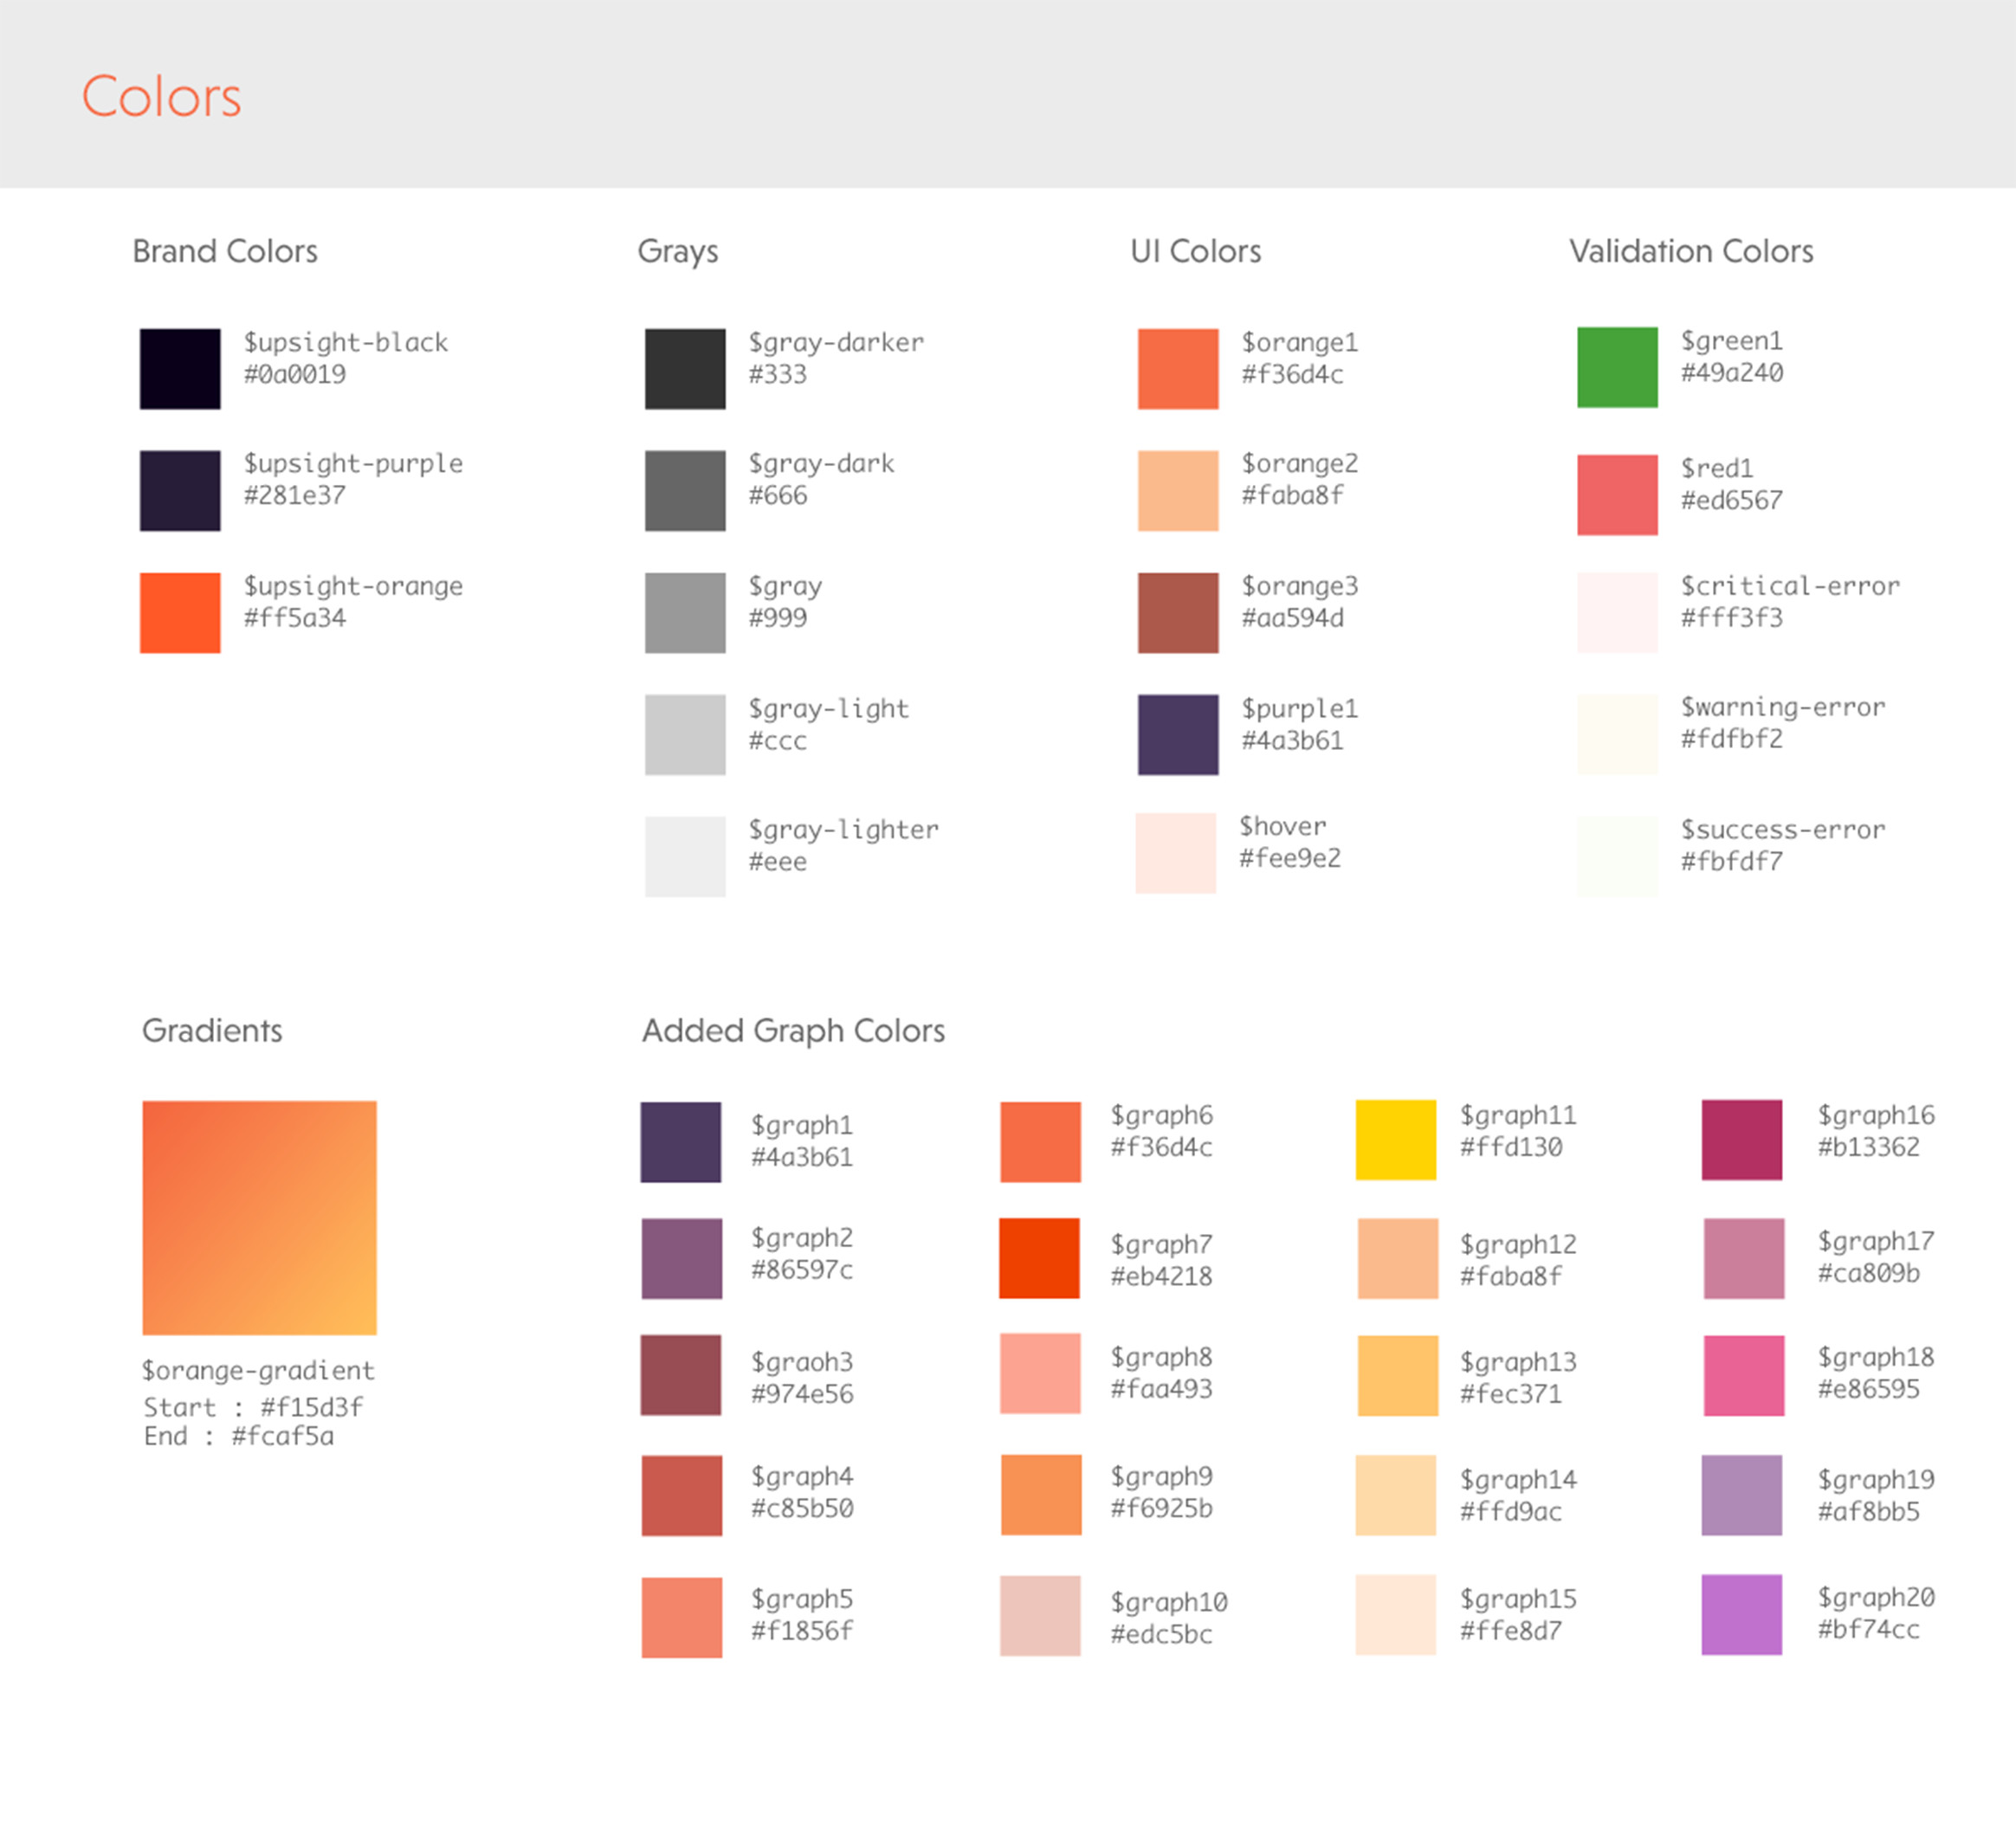 Colors
Brand Colors
$upsight-black
#0a0019
$upsight-purple
#281e37
$upsight-orange
#ff5a34
Grays
$gray-darker
#333
$gray-dark
#666
$gray
#999
$gray-light
#ccc
$gray-lighter
#eee
UI Colors
$orange1
#f36d4c
$orange2
#faba8f
$orange3
#aa594d
$purple1
#4a3b61
$hover
#fee9e2
Validation Colors
$green1
#49a240
$red1
#ed6567
$critical-error
#fff3f3
$warning-error
#fdfbf2
$success-error
#fbfdf7
Gradients
$orange-gradient
Start : #f15d3f
End : #fcaf5a
Added Graph Colors
$graph1
#4a3b61
$graph2
#86597c
$graoh3
#974e56
$graph4
#c85b50
$graph5
#f1856f
$graph6
#f36d4c
$graph7
#eb4218
$graph8
#faa493
$graph9
#f6925b
$graph10
#edc5bc
$graph11
#ffd130
$graph12
#faba8f
$graph13
#fec371
$graph14
#ffd9ac
$graph15
#ffe8d7
$graph16
#b13362
$graph17
#ca809b
$graph18
#e86595
$graph19
#af8bb5
$graph20
#bf74cc